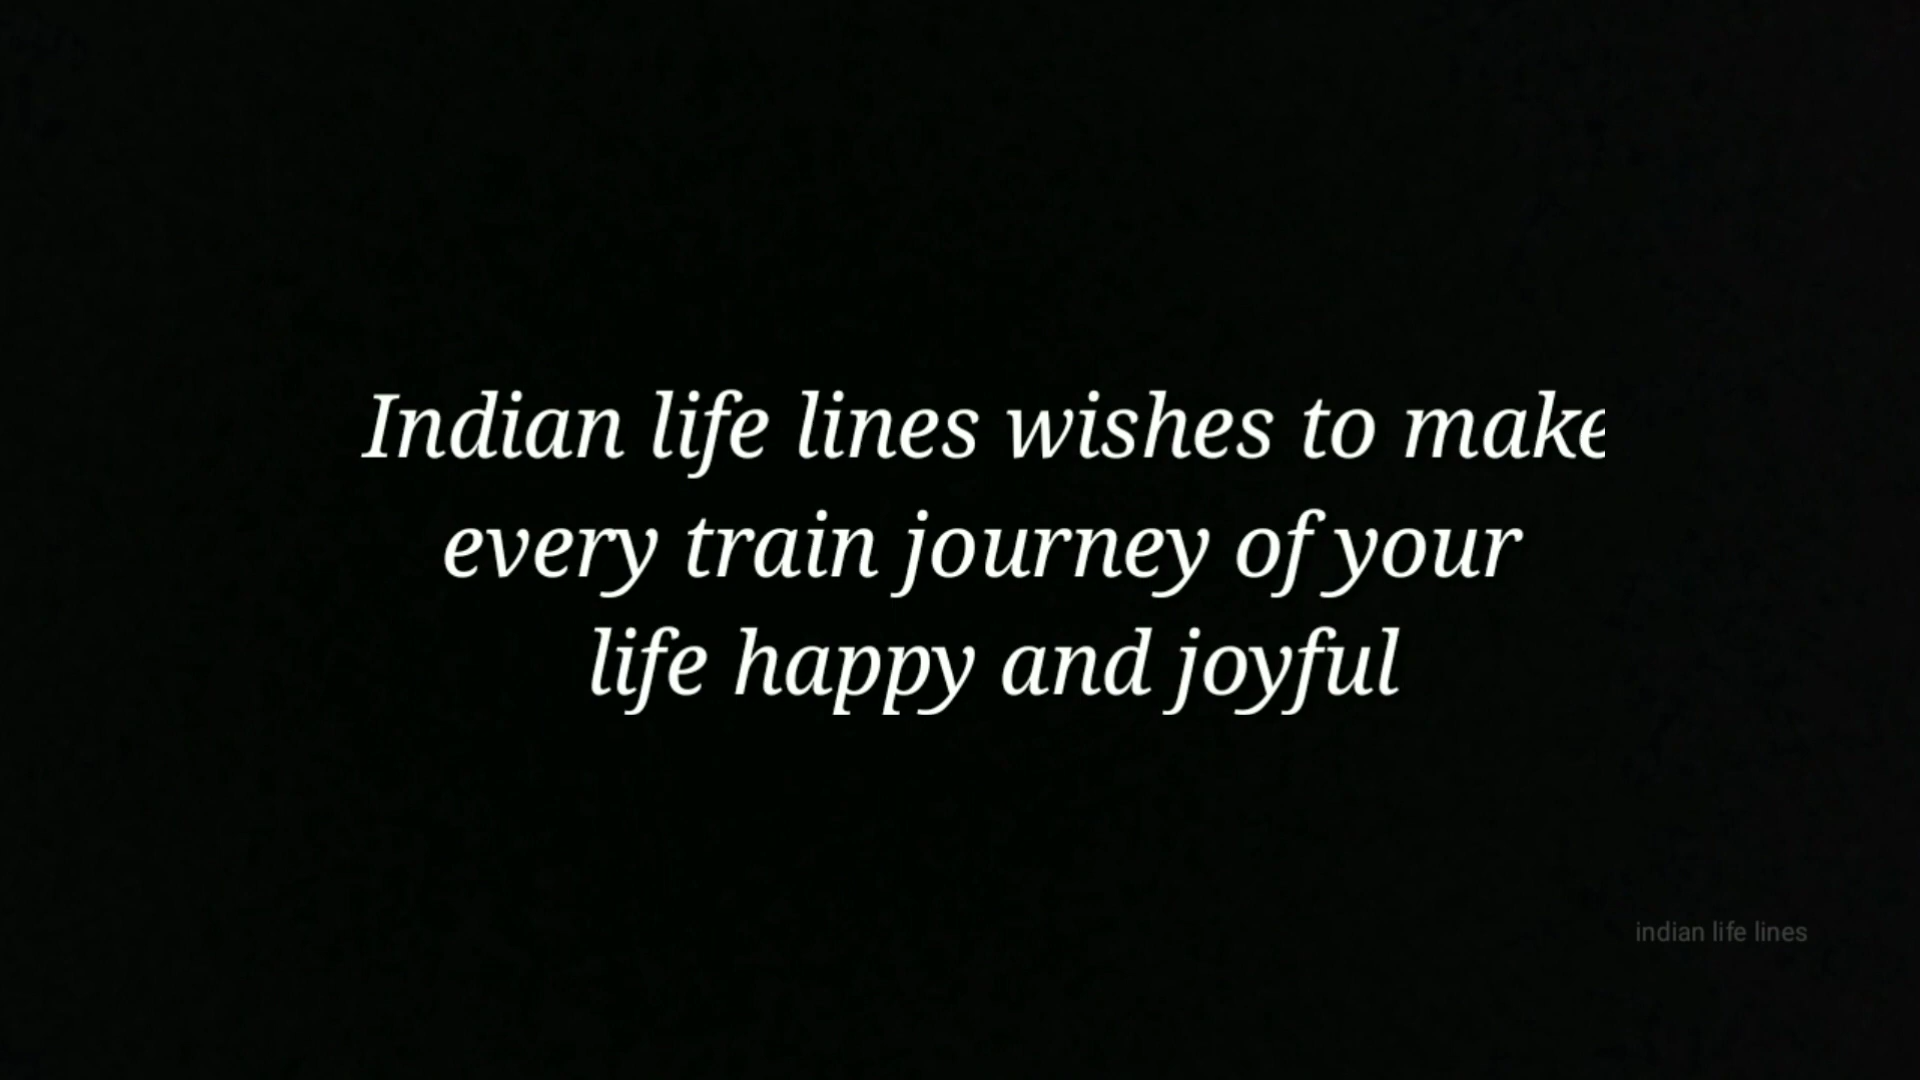 Indian life lines wishes to make
every train journey of your
life happy and joyful
indian life lines